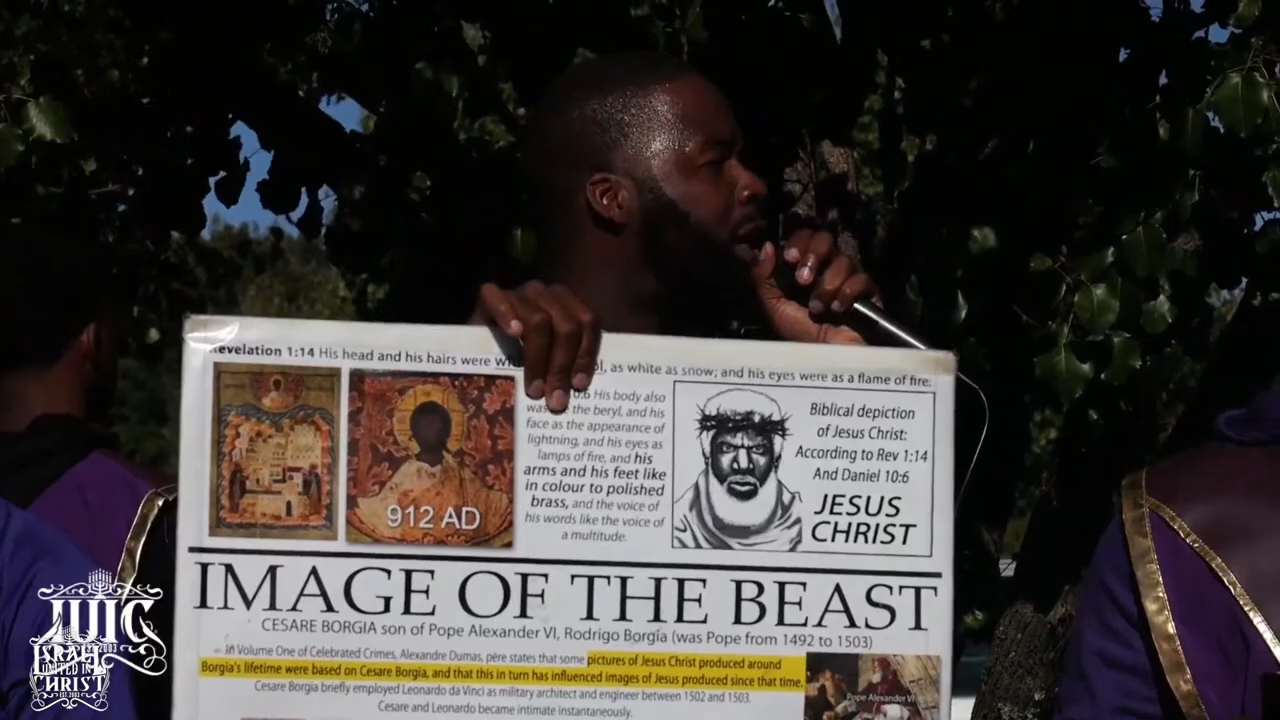 Revelation 1:14 His head and his hairs were as white as snow; and his eyes were as a flame of fire;
His body also
the beryl, and his
face as the appearance of
lightning, and his eyes as
lamps of fire, and his
arms and his feet like
in colour to polished
brass, and the voice of
his words like the voice of
a multitude.
912 AD
Biblical depiction
of Jesus Christ:
According to Rev 1:14
And Daniel 10:6
JESUS
CHRIST
IMAGE OF THE BEAST
CESARE BORGIA son of Pope Alexander VI, Rodrigo Borgia (was Pope from 1492 to 1503)
In Volume One of Celebrated Crimes, Alexandre Dumas, père states that some pictures of Jesus Christ produced around
Borgia's lifetime were based on Cesare Borgia, and that this in turn has influenced images of Jesus produced since that time.
Cesare Borgia briefly employed Leonardo da Vinci as military architect and engineer between 1502 and 1503.
Cesare and Leonardo became intimate instantaneously.
Pope Alexander VI
IUIC
ISRAEL
UNITED IN
CHRIST
EST. 2003